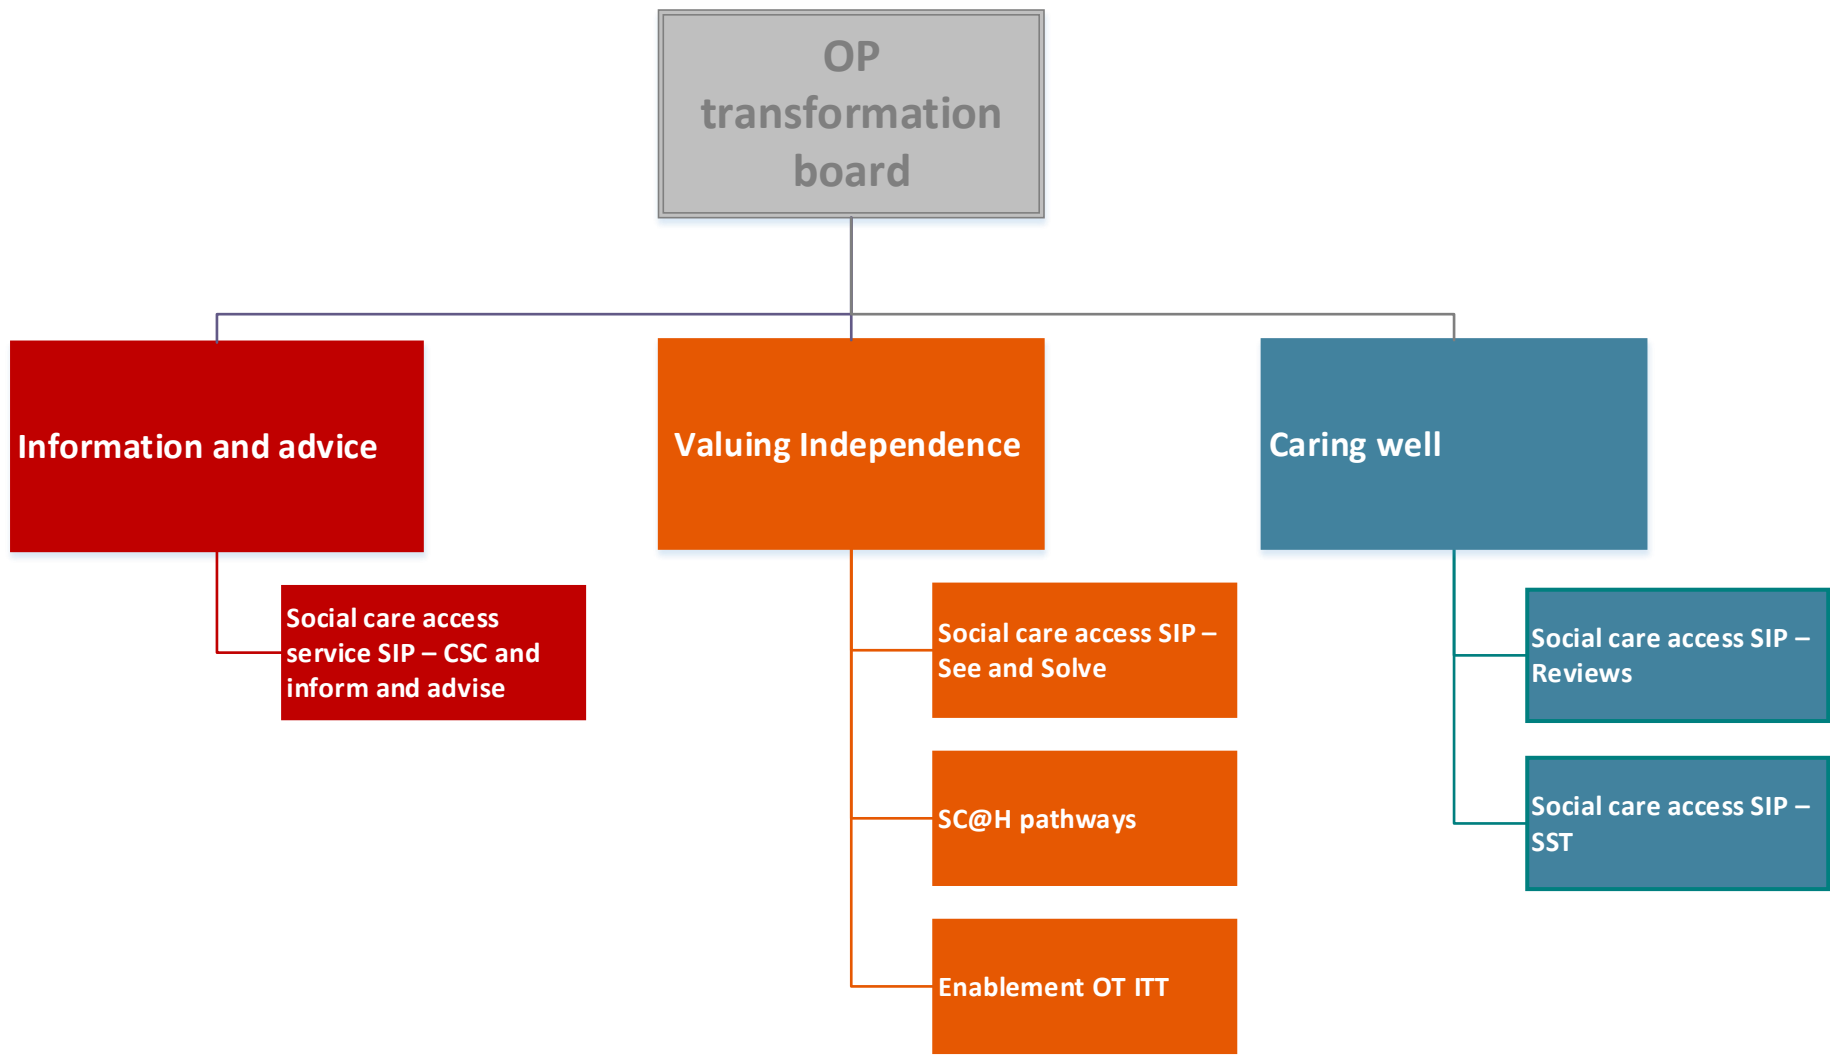 OP
transformation
board
Information and advice
Valuing Independence
Caring well
Social care access
service SIP – CSC and
inform and advise
Social care access SIP –
See and Solve
SC@H pathways
Enablement OT ITT
Social care access SIP –
Reviews
Social care access SIP –
SST